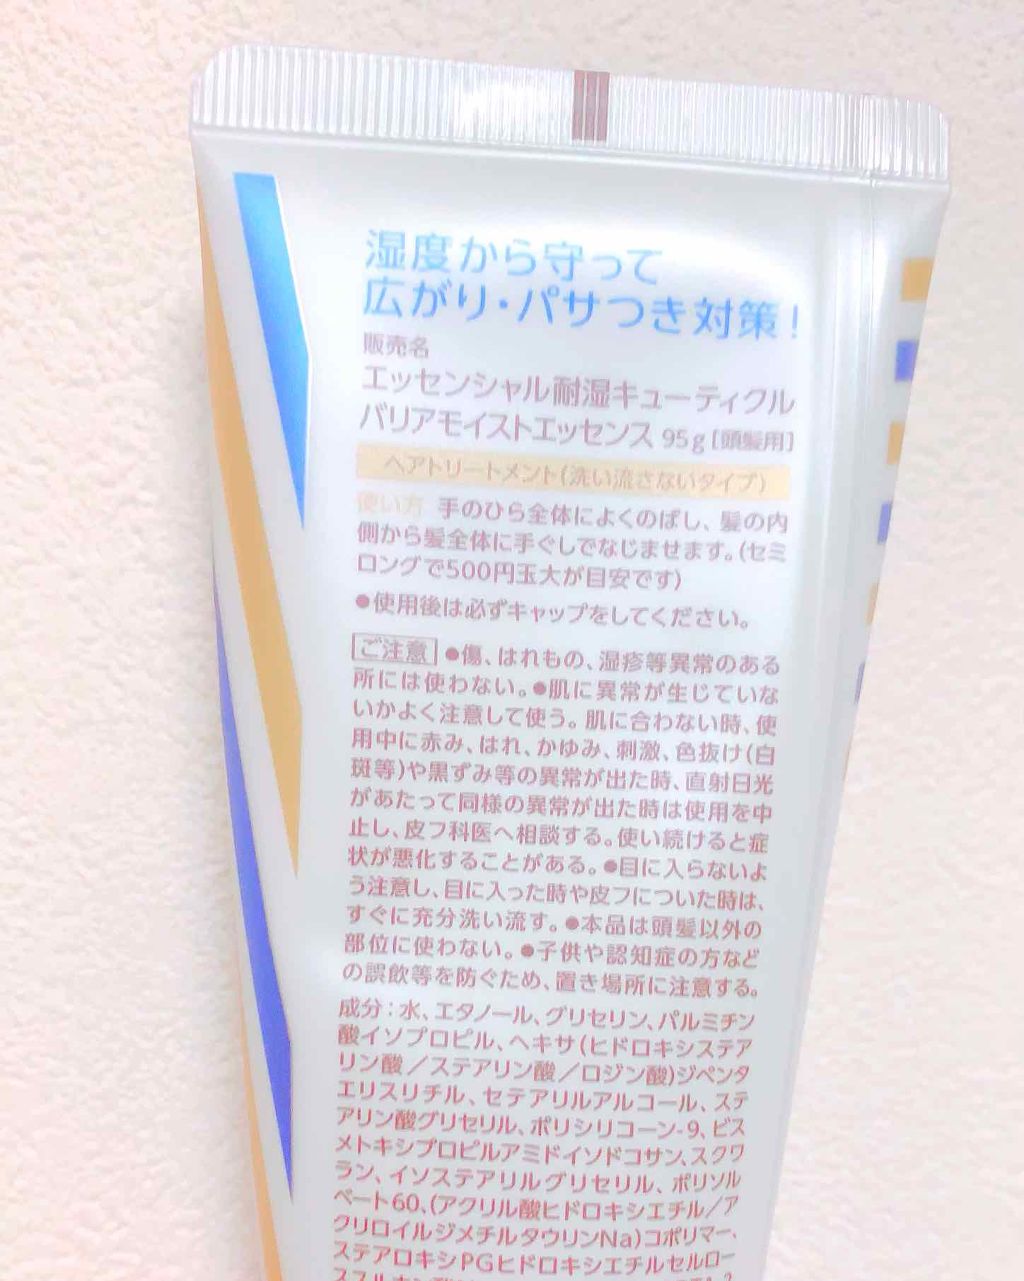 湿度から守って
広がり・パサつき対策!
販売名
エッセンシャル耐湿キューティクル
バリアモイストエッセンス 95g[頭髪用]
ヘアトリートメント(洗い流さないタイプ)
使い方 手のひら全体によくのばし、髪の内
側から髪全体に手ぐしでなじませます。(セミ
ロングで500円玉大が目安です)
●使用後は必ずキャップをしてください。
ご注意 ●傷、はれもの、湿疹等異常のある
所には使わない。●肌に異常が生じていな
いかよく注意して使う。肌に合わない時、使
用中に赤み、はれ、かゆみ、刺激、色抜け(白
斑等)や黒ずみ等の異常が出た時、直射日光
があたって同様の異常が出た時は使用を中
止し、皮フ科医へ相談する。使い続けると症
状が悪化することがある。●目に入らないよ
う注意し、目に入った時や皮フについた時は、
すぐに充分洗い流す。●本品は頭髪以外の
部位に使わない。●子供や認知症の方など
の誤飲等を防ぐため、置き場所に注意する。
成分:水、エタノール、グリセリン、パルミチン
酸イソプロピル、ヘキサ(ヒドロキシステア
リン酸/ステアリン酸/ロジン酸)ジペンタ
エリスリチル、セテアリルアルコール、ステ
アリン酸グリセリル、ポリシリコーン-9、ビス
メトキシプロピルアミドイソドコサン、スクワ
ラン、イソステアリルグリセリル、ポリソル
ベート60、(アクリル酸ヒドロキシエチル/ア
クリロイルジメチルタウリンNa)コポリマー、
ステアロキシPGヒドロキシエチルセルロー